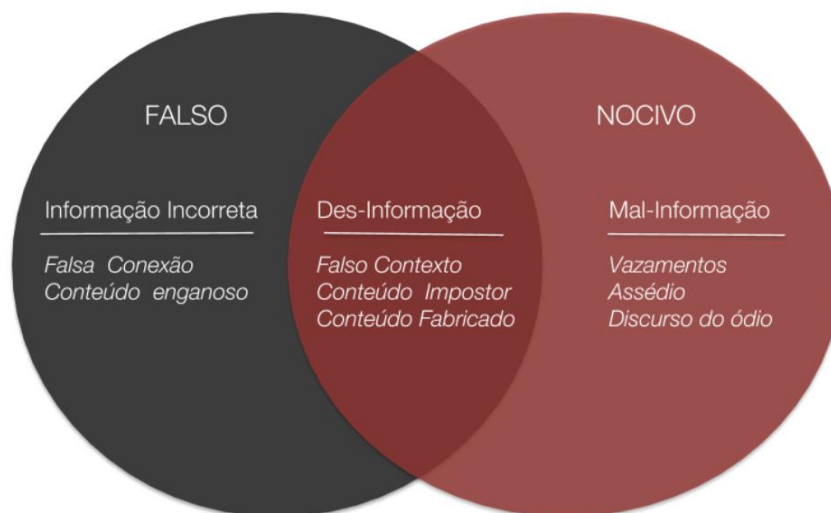 FALSO
NOCIVO
Informação Incorreta
Falsa Conexão
Conteúdo enganoso
Des-Informação
Falso Contexto
Conteúdo Impostor
Conteúdo Fabricado
Mal-Informação
Vazamentos
Assédio
Discurso do ódio